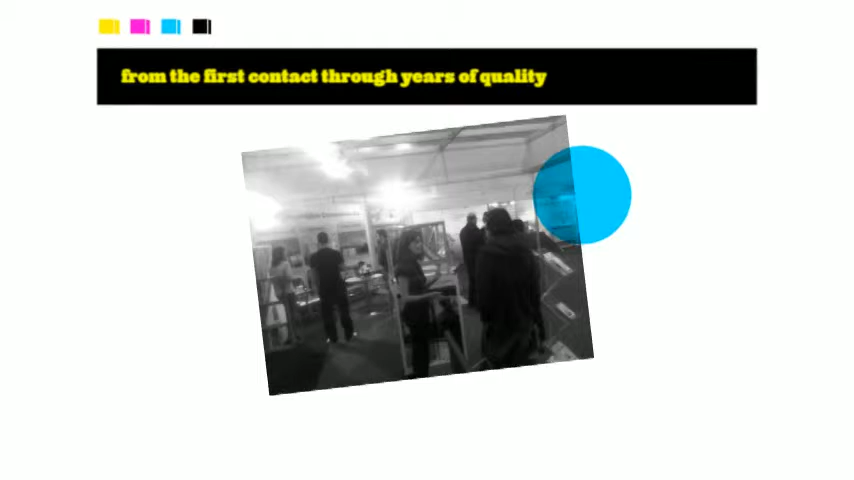 from the first contact through years of quality